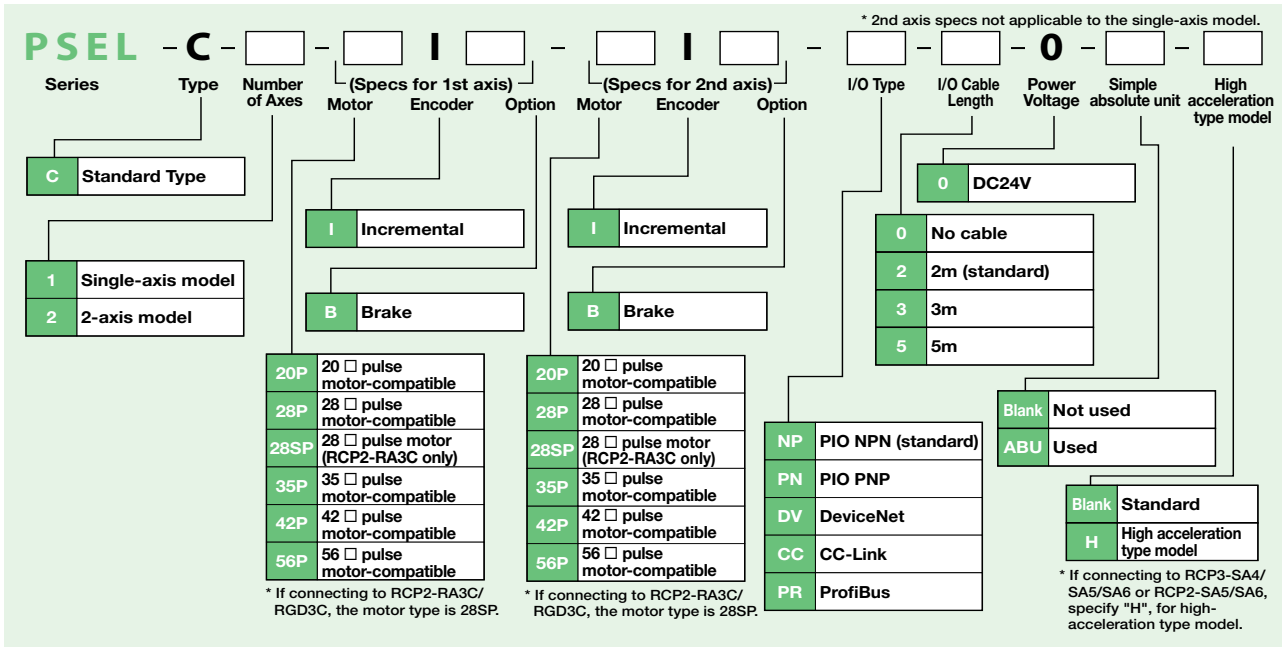 * 2nd axis specs not applicable to the single-axis model.
PSEL - C - □ - □ I □ - □ I □ - □ - □ - 0 - □ - □
Series
Type
Number
of Axes
(Specs for 1st axis)
Motor Encoder Option
(Specs for 2nd axis)
Motor Encoder Option
I/O Type
I/O Cable
Length
Power
Voltage
Simple
absolute unit
High
acceleration
type model
C Standard Type
1 Single-axis model
2 2-axis model
I Incremental
B Brake
20P 20 □ pulse
motor-compatible
28P 28 □ pulse
motor-compatible
28SP 28 □ pulse motor
(RCP2-RA3C only)
35P 35 □ pulse
motor-compatible
42P 42 □ pulse
motor-compatible
56P 56 □ pulse
motor-compatible
* If connecting to RCP2-RA3C/
RGD3C, the motor type is 28SP.
I Incremental
B Brake
20P 20 □ pulse
motor-compatible
28P 28 □ pulse
motor-compatible
28SP 28 □ pulse motor
(RCP2-RA3C only)
35P 35 □ pulse
motor-compatible
42P 42 □ pulse
motor-compatible
56P 56 □ pulse
motor-compatible
* If connecting to RCP2-RA3C/
RGD3C, the motor type is 28SP.
NP PIO NPN (standard)
PN PIO PNP
DV DeviceNet
CC CC-Link
PR ProfiBus
0 DC24V
0 No cable
2 2m (standard)
3 3m
5 5m
Blank Not used
ABU Used
Blank Standard
H High acceleration
type model
* If connecting to RCP3-SA4/
SA5/SA6 or RCP2-SA5/SA6,
specify "H", for high-
acceleration type model.